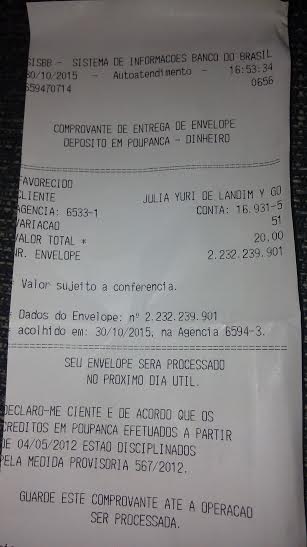 SISBB - SISTEMA DE INFORMACOES BANCO DO BRASIL
30/10/2015 - Autoatendimento - 16:53:34
659470714 0656
COMPROVANTE DE ENTREGA DE ENVELOPE
DEPOSITO EM POUPANCA - DINHEIRO
================================================
FAVORECIDO
CLIENTE JULIA YURI DE LANDIM Y GO
AGENCIA: 6533-1 CONTA: 16.931-5
VARIACAO 51
VALOR TOTAL * 20,00
NR. ENVELOPE 2.232.239.901
Valor sujeito a conferencia.
Dados do Envelope: nº 2.232.239.901
acolhido em: 30/10/2015, na Agencia 6594-3.
================================================
SEU ENVELOPE SERA PROCESSADO
NO PROXIMO DIA UTIL.
DECLARO-ME CIENTE E DE ACORDO QUE OS
CREDITOS EM POUPANCA EFETUADOS A PARTIR
DE 04/05/2012 ESTAO DISCIPLINADOS
PELA MEDIDA PROVISORIA 567/2012.
GUARDE ESTE COMPROVANTE ATE A OPERACAO
SER PROCESSADA.